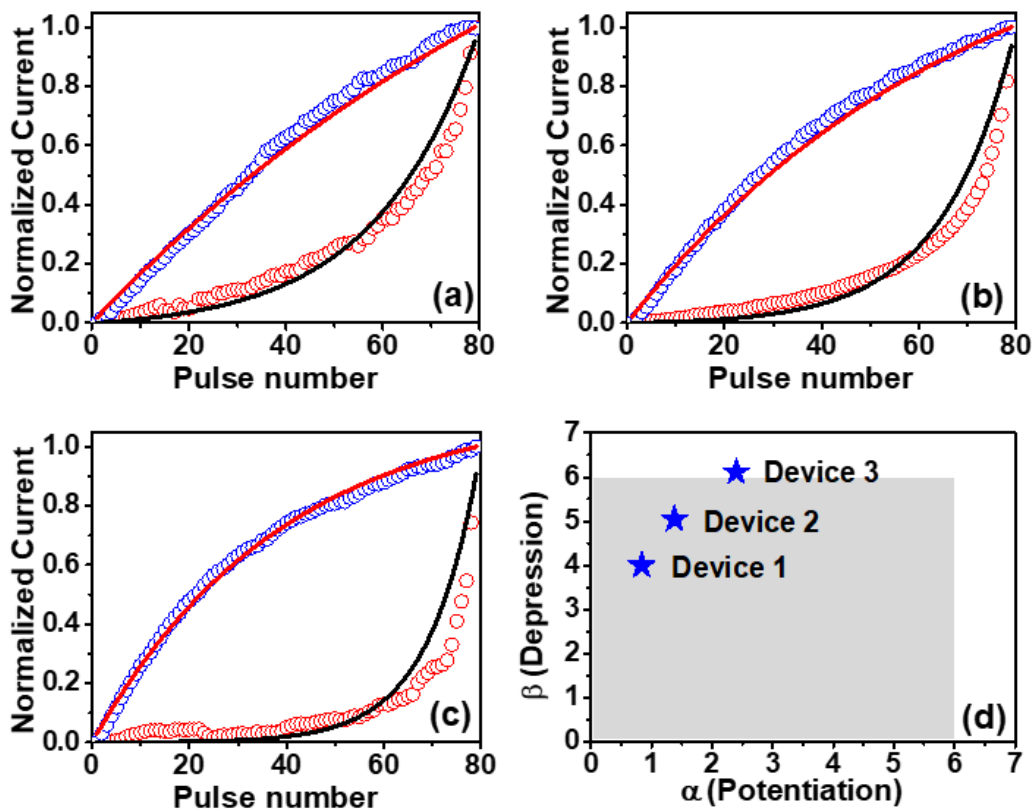 1.0
0.8
0.6
0.4
0.2
0.0
Normalized Current
(a)
0 20 40 60 80
Pulse number
1.0
0.8
0.6
0.4
0.2
0.0
Normalized Current
(b)
0 20 40 60 80
Pulse number
1.0
0.8
0.6
0.4
0.2
0.0
Normalized Current
(c)
0 20 40 60 80
Pulse number
7
6
5
4
3
2
1
0
β (Depression)
Device 3
Device 2
Device 1
(d)
0 1 2 3 4 5 6 7
α (Potentiation)